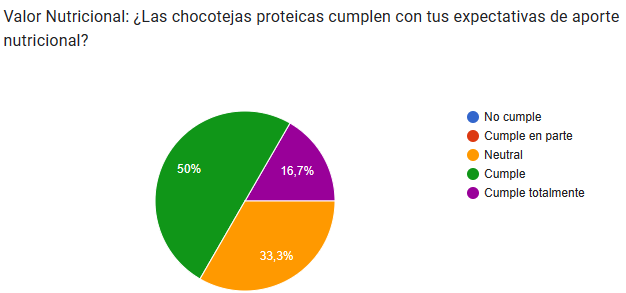 Valor Nutricional: ¿Las chocotejas proteicas cumplen con tus expectativas de aporte
nutricional?
No cumple
Cumple en parte
Neutral
Cumple
Cumple totalmente
50%
16,7%
33,3%